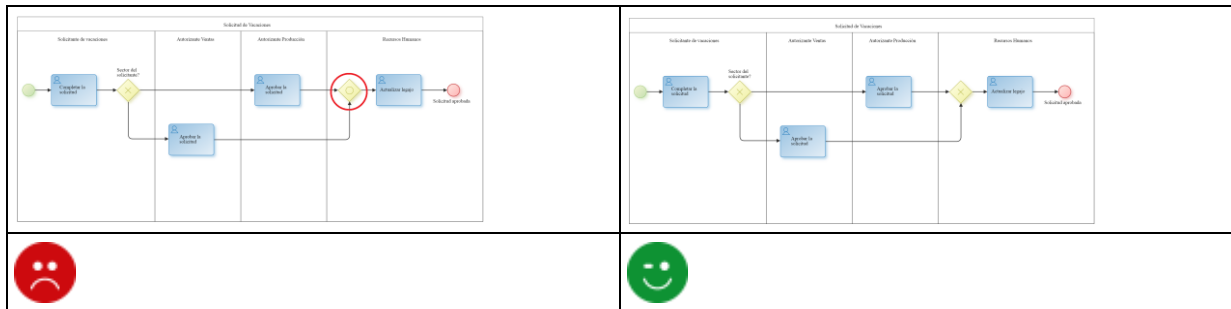 Solicitud de Vacaciones
Solicitante de vacaciones
Autorizante Ventas
Autorizante Producción
Recursos Humanos
Sector del
solicitante?
Completar la
solicitud
Aprobar la
solicitud
Actualizar legajo
Solicitud aprobada
Aprobar la
solicitud
Solicitud de Vacaciones
Solicitante de vacaciones
Autorizante Ventas
Autorizante Producción
Recursos Humanos
Sector del
solicitante?
Completar la
solicitud
Aprobar la
solicitud
Actualizar legajo
Solicitud aprobada
Aprobar la
solicitud